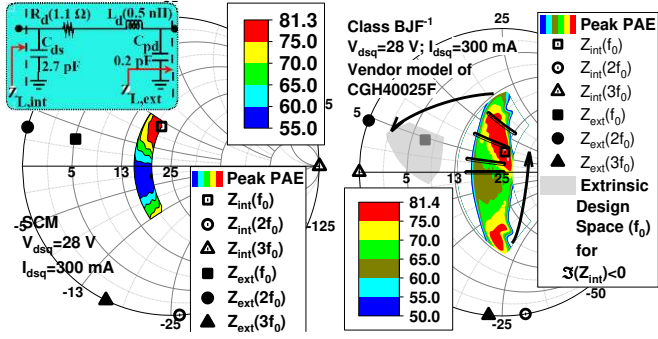 R_d(1.1 Ω) L_d(0.5 nH)
C_ds
2.7 pF
C_pd
0.2 pF
Z_L,int
Z_L,ext
81.3
75.0
70.0
65.0
60.0
55.0
25
5
5
13
25
-5
-13
-25
-125
SCM
V_dsq=28 V
I_dsq=300 mA
Peak PAE
Z_int(f_0)
Z_int(2f_0)
Z_int(3f_0)
Z_ext(f_0)
Z_ext(2f_0)
Z_ext(3f_0)
Class BJF^-1
V_dsq=28 V; I_dsq=300 mA
Vendor model of
CGH40025F
25
5
5
25
-25
-50
81.4
75.0
70.0
65.0
60.0
55.0
50.0
Peak PAE
Z_int(f_0)
Z_int(2f_0)
Z_int(3f_0)
Z_ext(f_0)
Z_ext(2f_0)
Z_ext(3f_0)
Extrinsic
Design
Space (f_0)
for
ℑ(Z_int)<0